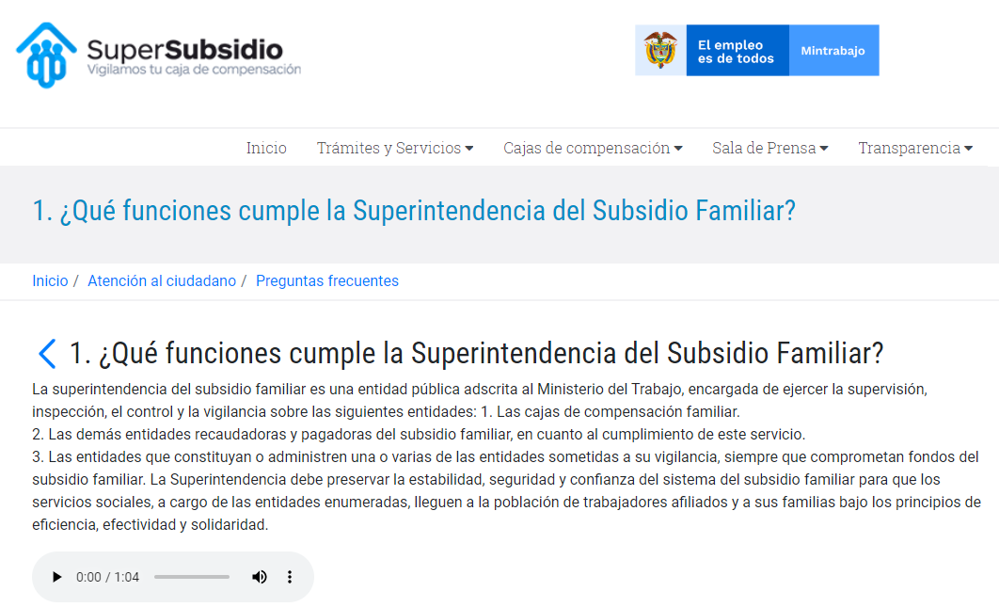 SuperSubsidio
Vigilamos tu caja de compensación
El empleo
es de todos
Mintrabajo
Inicio Trámites y Servicios Cajas de compensación Sala de Prensa Transparencia
1. ¿Qué funciones cumple la Superintendencia del Subsidio Familiar?
Inicio / Atención al ciudadano / Preguntas frecuentes
1. ¿Qué funciones cumple la Superintendencia del Subsidio Familiar?
La superintendencia del subsidio familiar es una entidad pública adscrita al Ministerio del Trabajo, encargada de ejercer la supervisión,
inspección, el control y la vigilancia sobre las siguientes entidades: 1. Las cajas de compensación familiar.
2. Las demás entidades recaudadoras y pagadoras del subsidio familiar, en cuanto al cumplimiento de este servicio.
3. Las entidades que constituyan o administren una o varias de las entidades sometidas a su vigilancia, siempre que comprometan fondos del
subsidio familiar. La Superintendencia debe preservar la estabilidad, seguridad y confianza del sistema del subsidio familiar para que los
servicios sociales, a cargo de las entidades enumeradas, lleguen a la población de trabajadores afiliados y a sus familias bajo los principios de
eficiencia, efectividad y solidaridad.
0:00 / 1:04